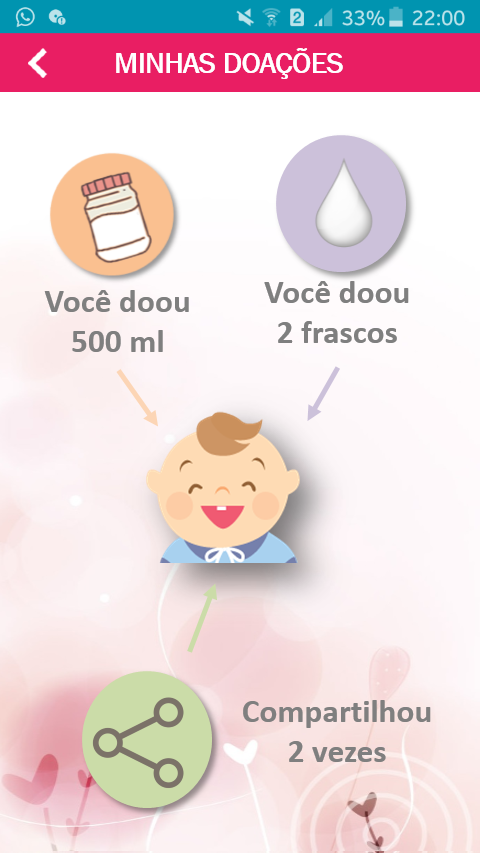 2 33% 22:00
MINHAS DOAÇÕES
Você doou
500 ml
Você doou
2 frascos
Compartilhou
2 vezes